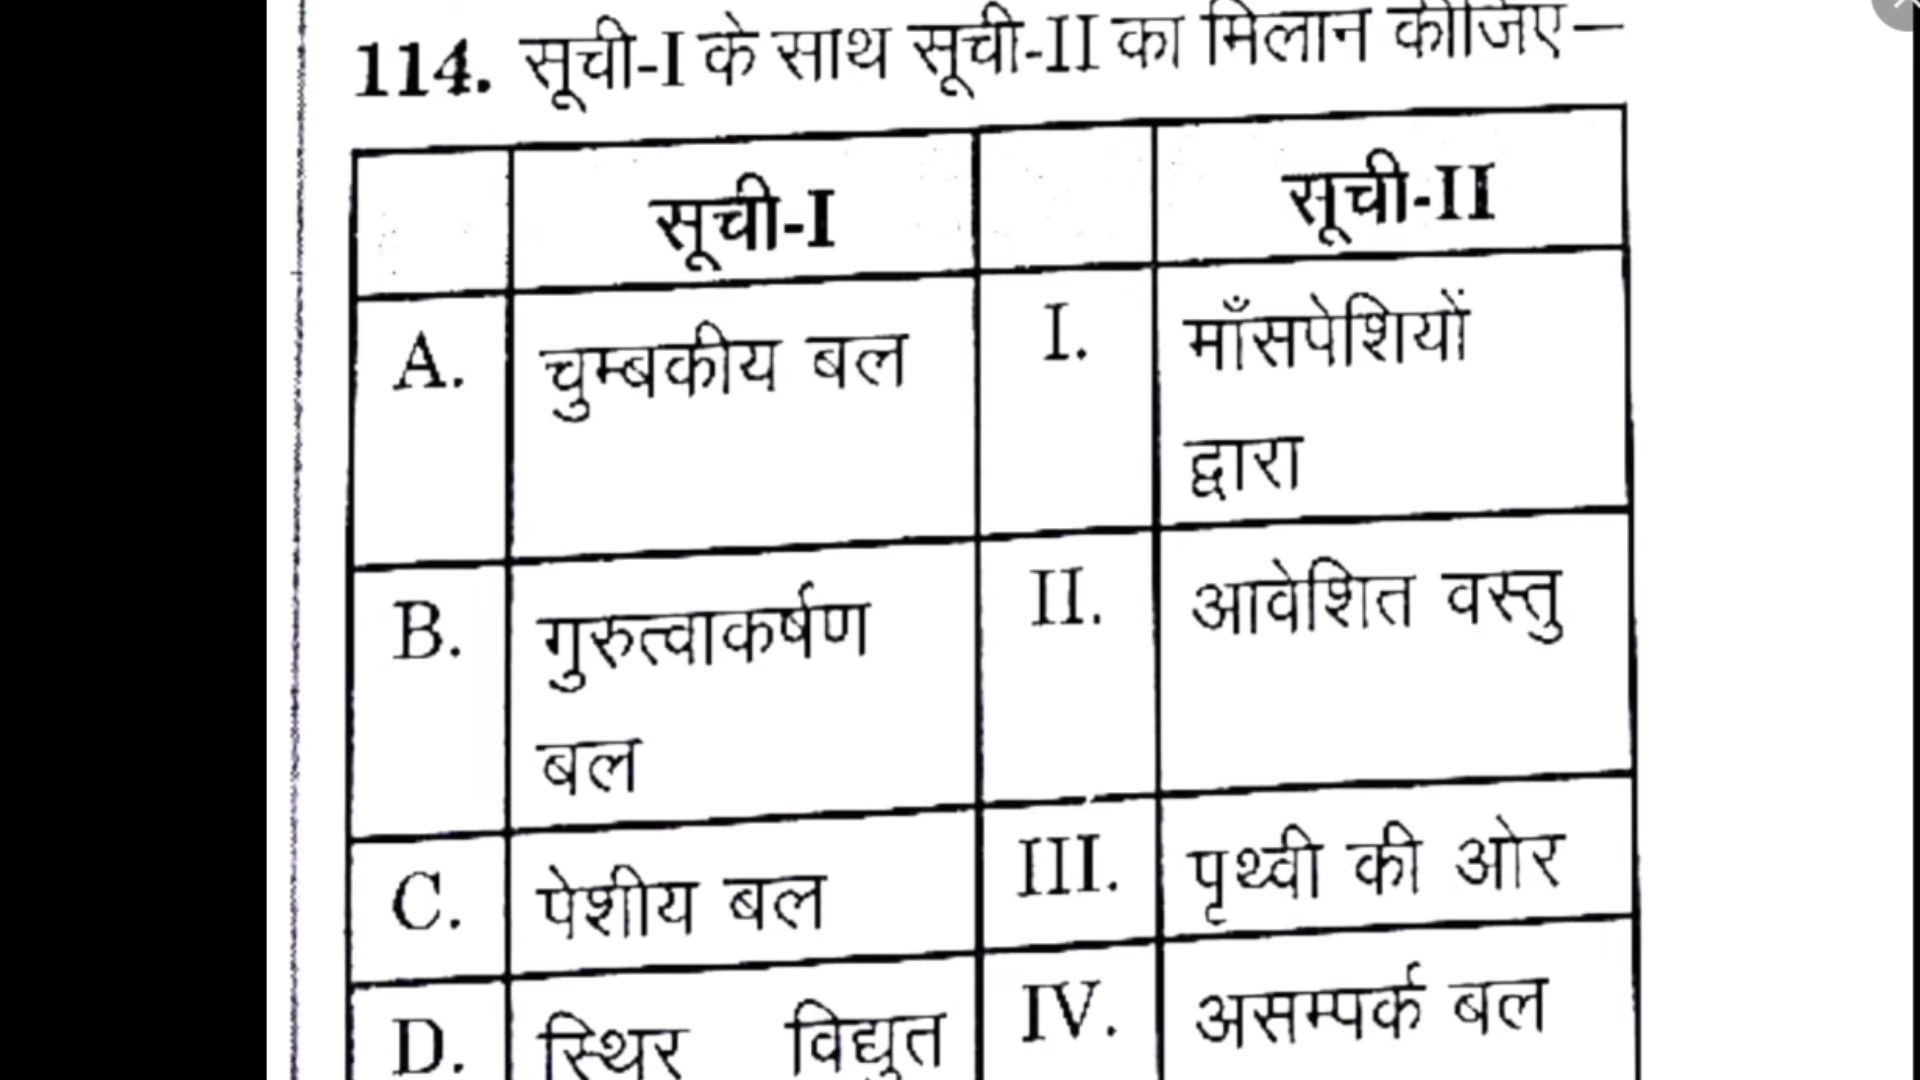 114. सूची-I के साथ सूची-II का मिलान कीजिए—
सूची-I सूची-II
A. चुम्बकीय बल I. माँसपेशियों
द्वारा
B. गुरुत्वाकर्षण II. आवेशित वस्तु
बल
C. पेशीय बल III. पृथ्वी की ओर
D. स्थिर विद्युत IV. असम्पर्क बल